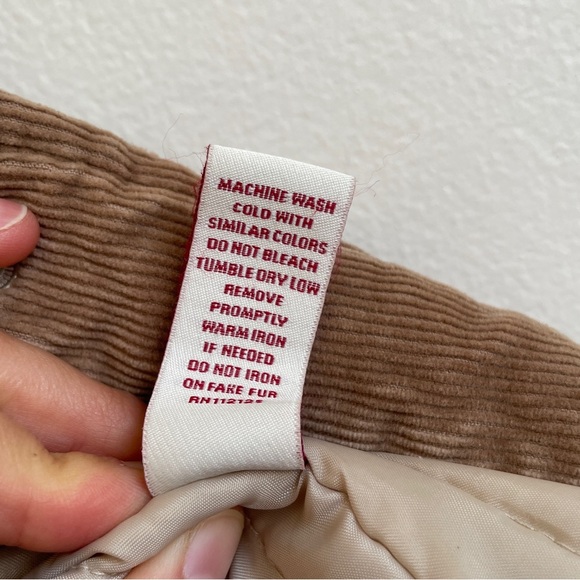 MACHINE WASH
COLD WITH
SIMILAR COLORS
DO NOT BLEACH
TUMBLE DRY LOW
REMOVE
PROMPTLY
WARM IRON
IF NEEDED
DO NOT IRON
ON FAKE FUR